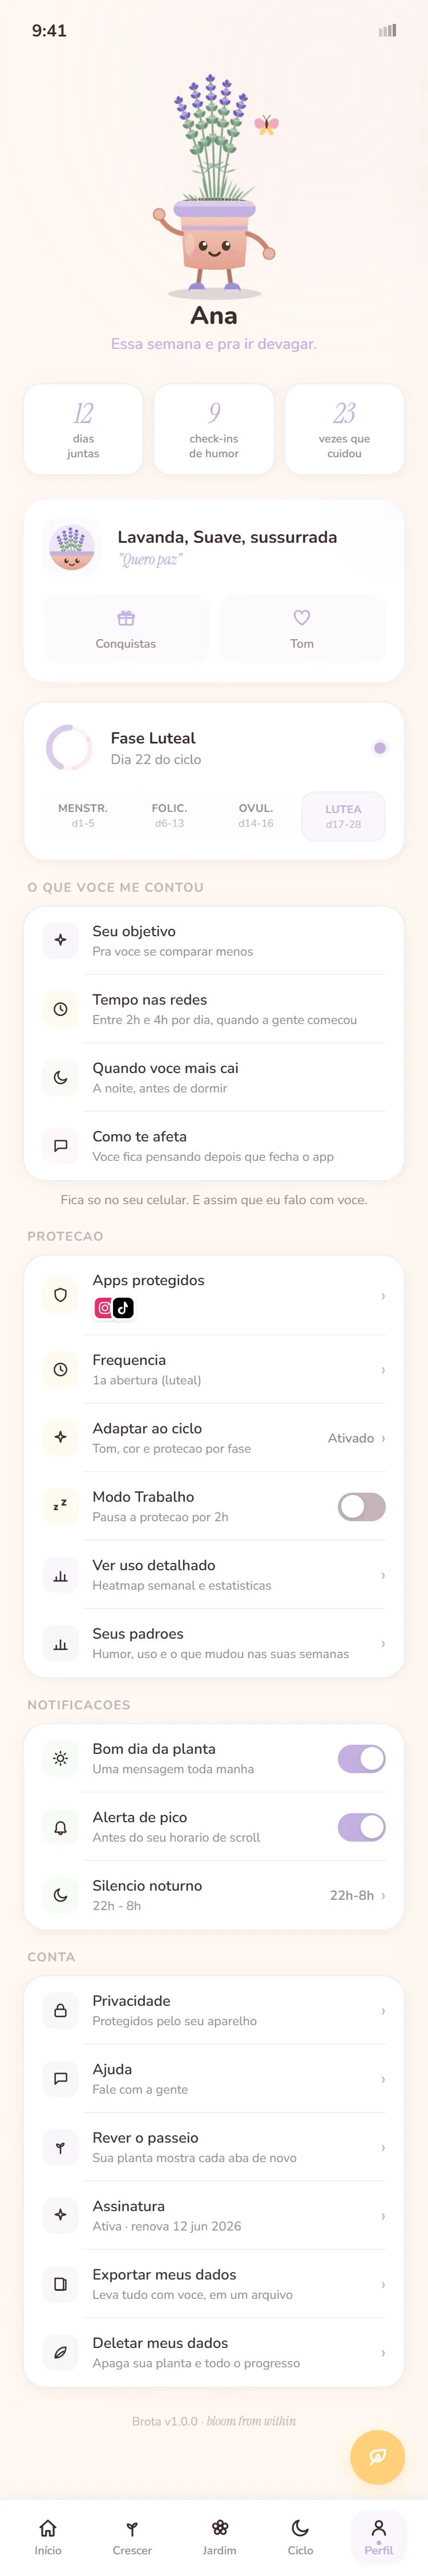 9:41
Ana
Essa semana e pra ir devagar.
12
dias
juntas
9
check-ins
de humor
23
vezes que
cuidou
Lavanda, Suave, sussurrada
"Quero paz"
Conquistas
Tom
Fase Luteal
Dia 22 do ciclo
MENSTR.
d1-5
FOLIC.
d6-13
OVUL.
d14-16
LUTEA
d17-28
O QUE VOCE ME CONTOU
Seu objetivo
Pra voce se comparar menos
Tempo nas redes
Entre 2h e 4h por dia, quando a gente comecou
Quando voce mais cai
A noite, antes de dormir
Como te afeta
Voce fica pensando depois que fecha o app
Fica so no seu celular. E assim que eu falo com voce.
PROTECAO
Apps protegidos
Frequencia
1a abertura (luteal)
Adaptar ao ciclo
Tom, cor e protecao por fase
Ativado
Modo Trabalho
Pausa a protecao por 2h
Ver uso detalhado
Heatmap semanal e estatisticas
Seus padroes
Humor, uso e o que mudou nas suas semanas
NOTIFICACOES
Bom dia da planta
Uma mensagem toda manha
Alerta de pico
Antes do seu horario de scroll
Silencio noturno
22h - 8h
22h-8h
CONTA
Privacidade
Protegidos pelo seu aparelho
Ajuda
Fale com a gente
Rever o passeio
Sua planta mostra cada aba de novo
Assinatura
Ativa · renova 12 jun 2026
Exportar meus dados
Leva tudo com voce, em um arquivo
Deletar meus dados
Apaga sua planta e todo o progresso
Brota v1.0.0 · bloom from within
Início
Crescer
Jardim
Ciclo
Perfil